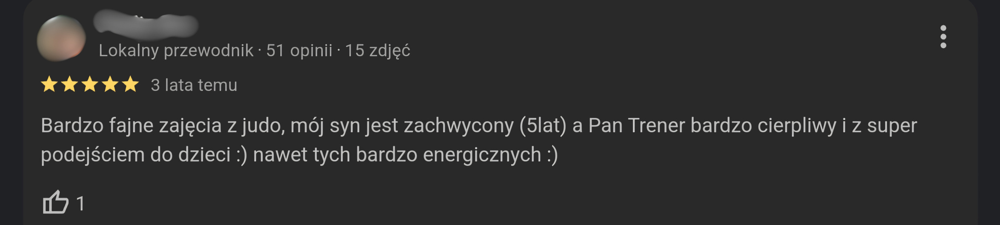 Lokalny przewodnik · 51 opinii · 15 zdjęć
3 lata temu
Bardzo fajne zajęcia z judo, mój syn jest zachwycony (5lat) a Pan Trener bardzo cierpliwy i z super
podejściem do dzieci :) nawet tych bardzo energicznych :)
1